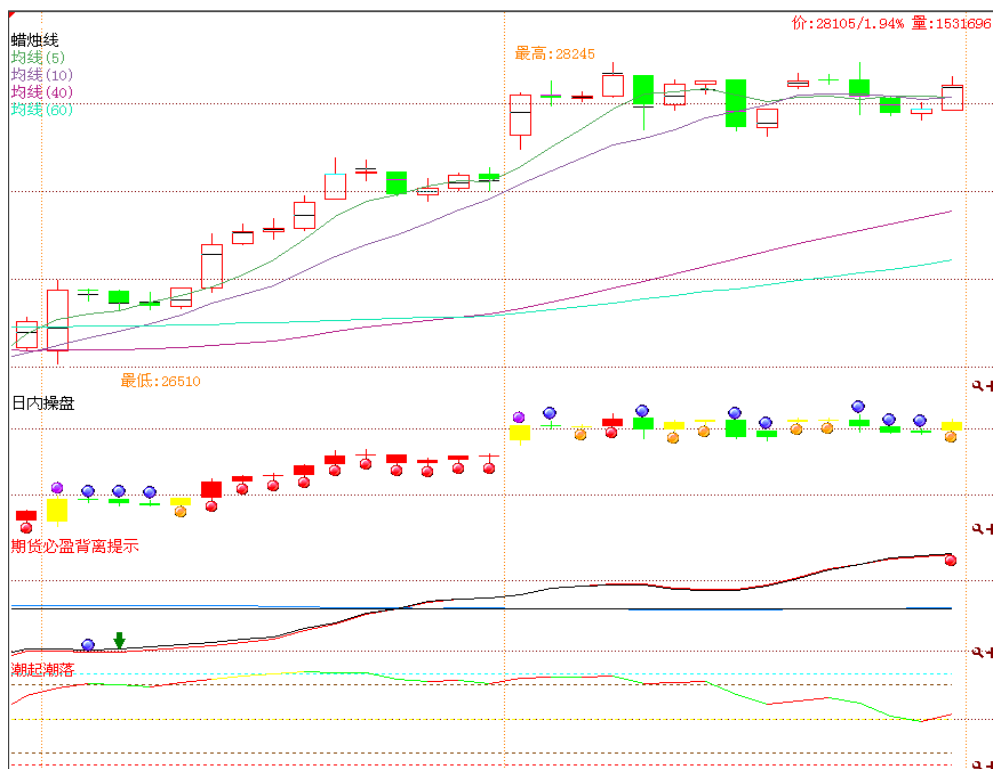 价:28105/1.94% 量:1531696
蜡烛线
均线(5)
均线(10)
均线(40)
均线(60)
最高:28245
最低:26510
日内操盘
期货必盈背离提示
潮起潮落